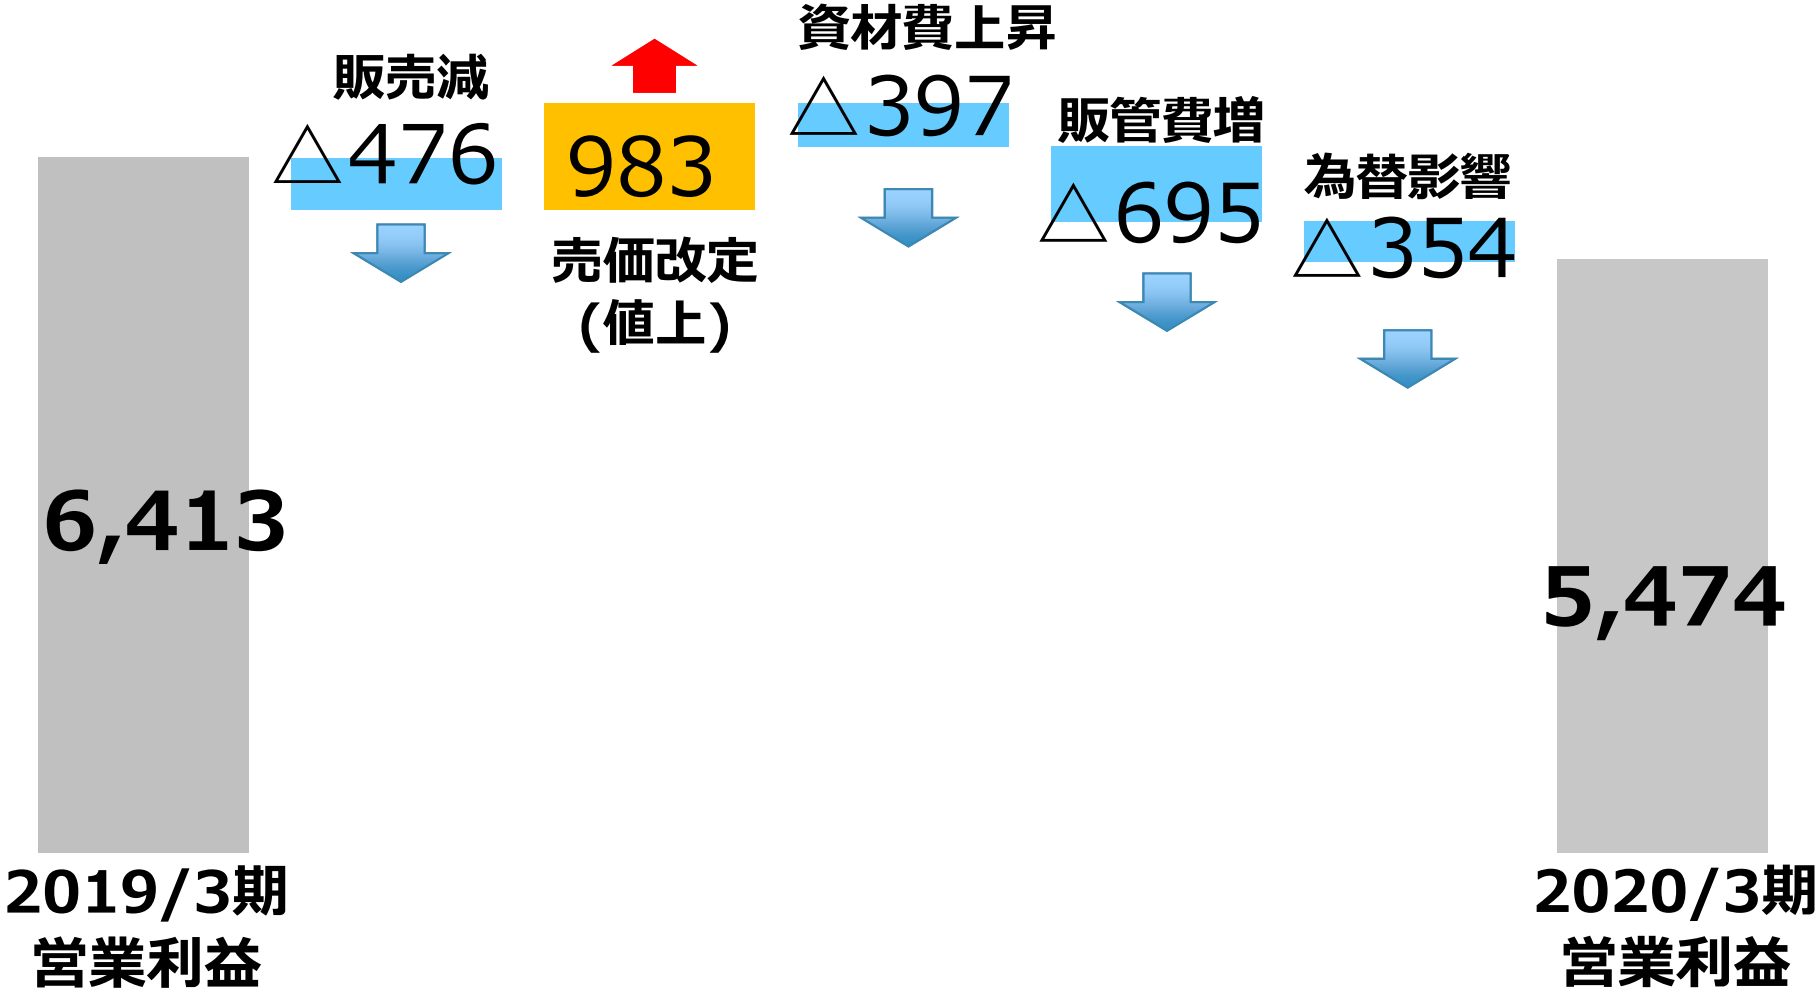 6,413
2019/3期
営業利益
販売減
△476
983
売価改定
(値上)
資材費上昇
△397
販管費増
△695
為替影響
△354
5,474
2020/3期
営業利益